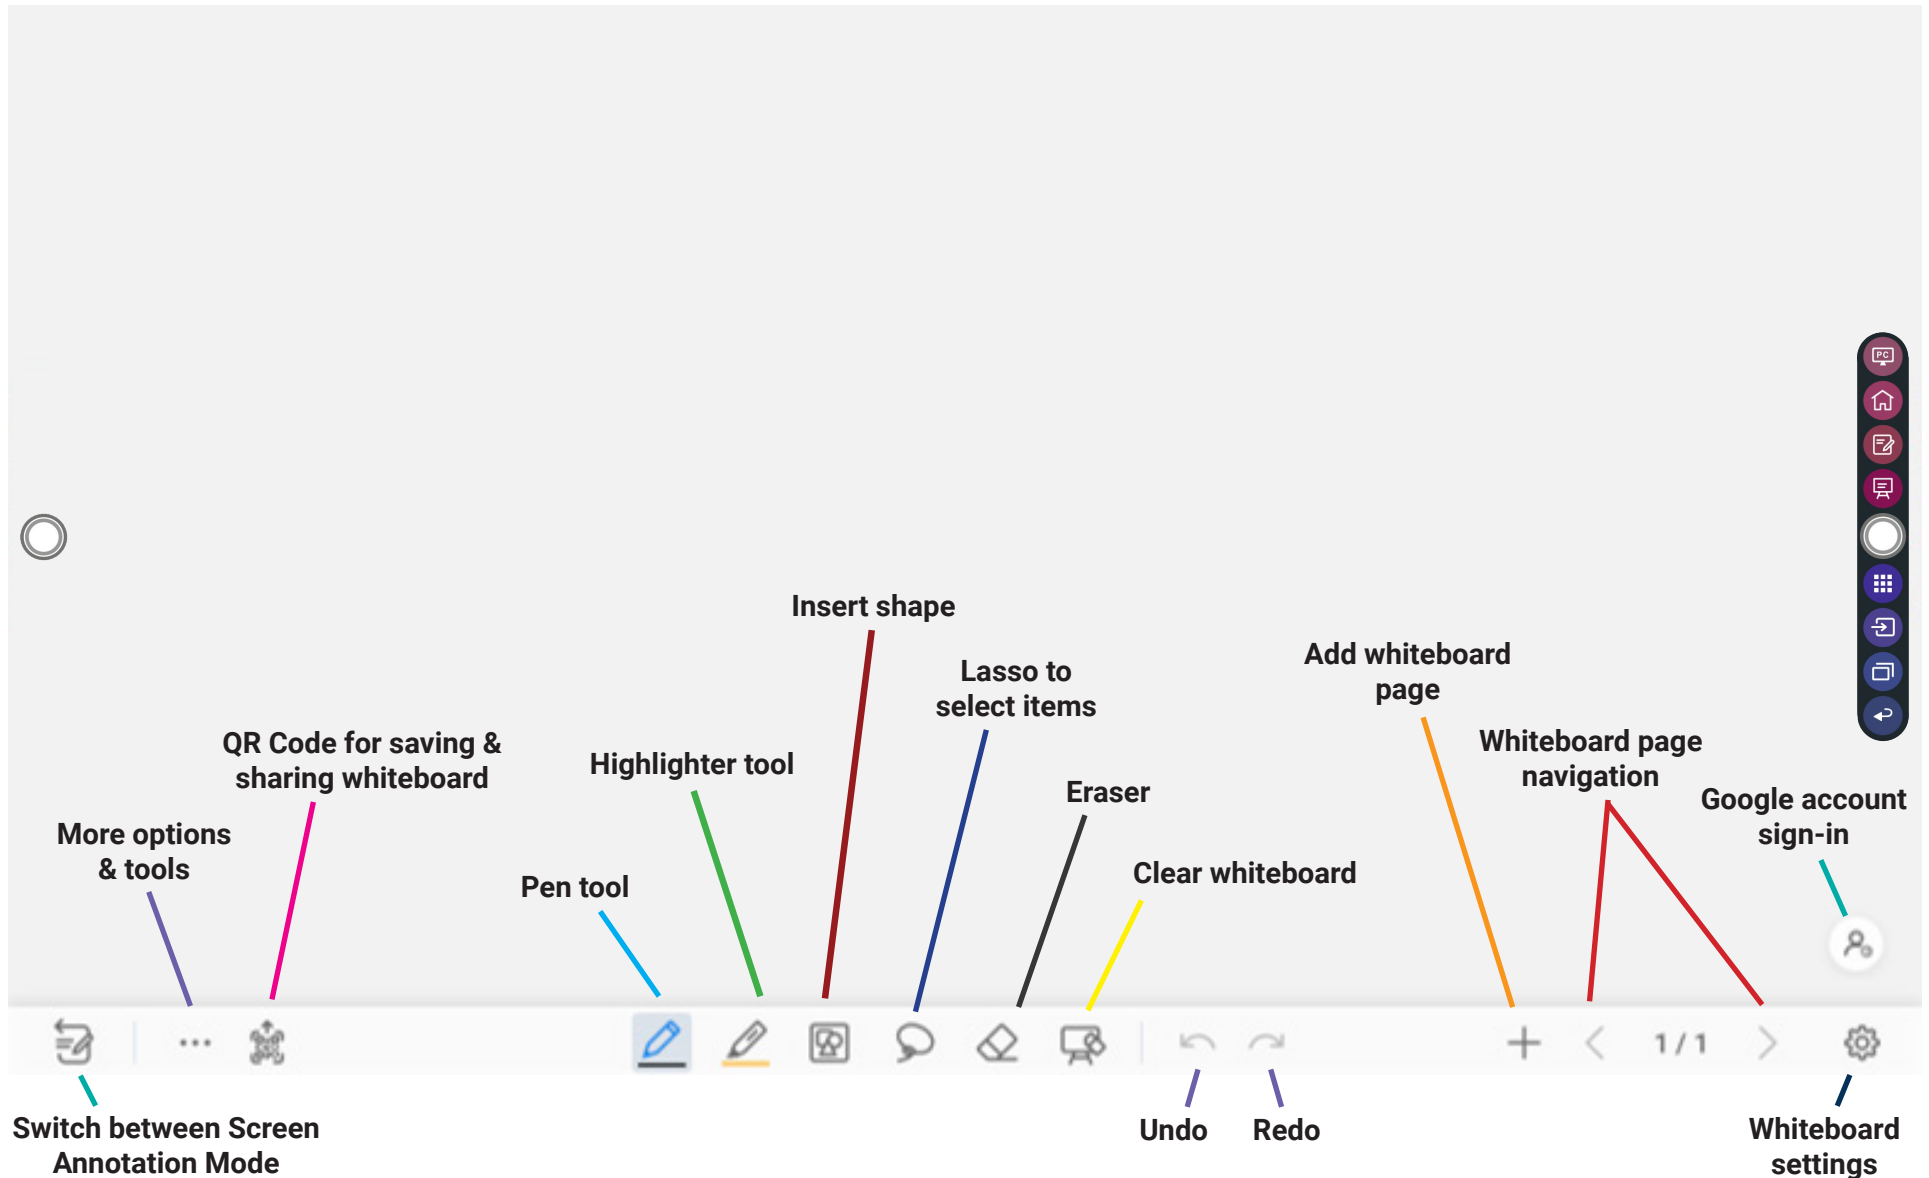 PC
Insert shape
Lasso to
select items
Add whiteboard
page
QR Code for saving &
sharing whiteboard
Highlighter tool
Whiteboard page
navigation
Eraser
Google account
sign-in
More options
& tools
Pen tool
Clear whiteboard
1 / 1
Switch between Screen
Annotation Mode
Undo
Redo
Whiteboard
settings